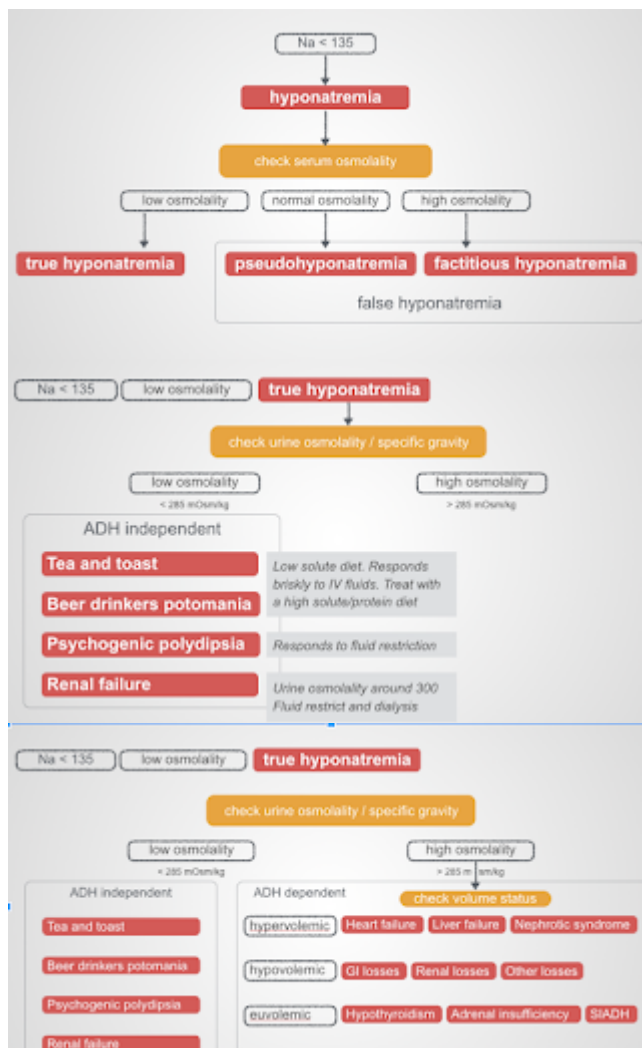 Na < 135
hyponatremia
check serum osmolality
low osmolality normal osmolality high osmolality
true hyponatremia pseudohyponatremia factitious hyponatremia
false hyponatremia
Na < 135 low osmolality true hyponatremia
check urine osmolality / specific gravity
low osmolality high osmolality
< 285 mOsm/kg > 285 mOsm/kg
ADH independent
Tea and toast
Low solute diet. Responds
briskly to IV fluids. Treat with
a high solute/protein diet
Beer drinkers potomania
Psychogenic polydipsia
Responds to fluid restriction
Renal failure
Urine osmolality around 300
Fluid restrict and dialysis
Na < 135 low osmolality true hyponatremia
check urine osmolality / specific gravity
low osmolality high osmolality
< 285 mOsm/kg > 285 m sm/kg
ADH independent
Tea and toast
Beer drinkers potomania
Psychogenic polydipsia
Renal failure
ADH dependent
check volume status
hypervolemic Heart failure Liver failure Nephrotic syndrome
hypovolemic GI losses Renal losses Other losses
euvolemic Hypothyroidism Adrenal insufficiency SIADH